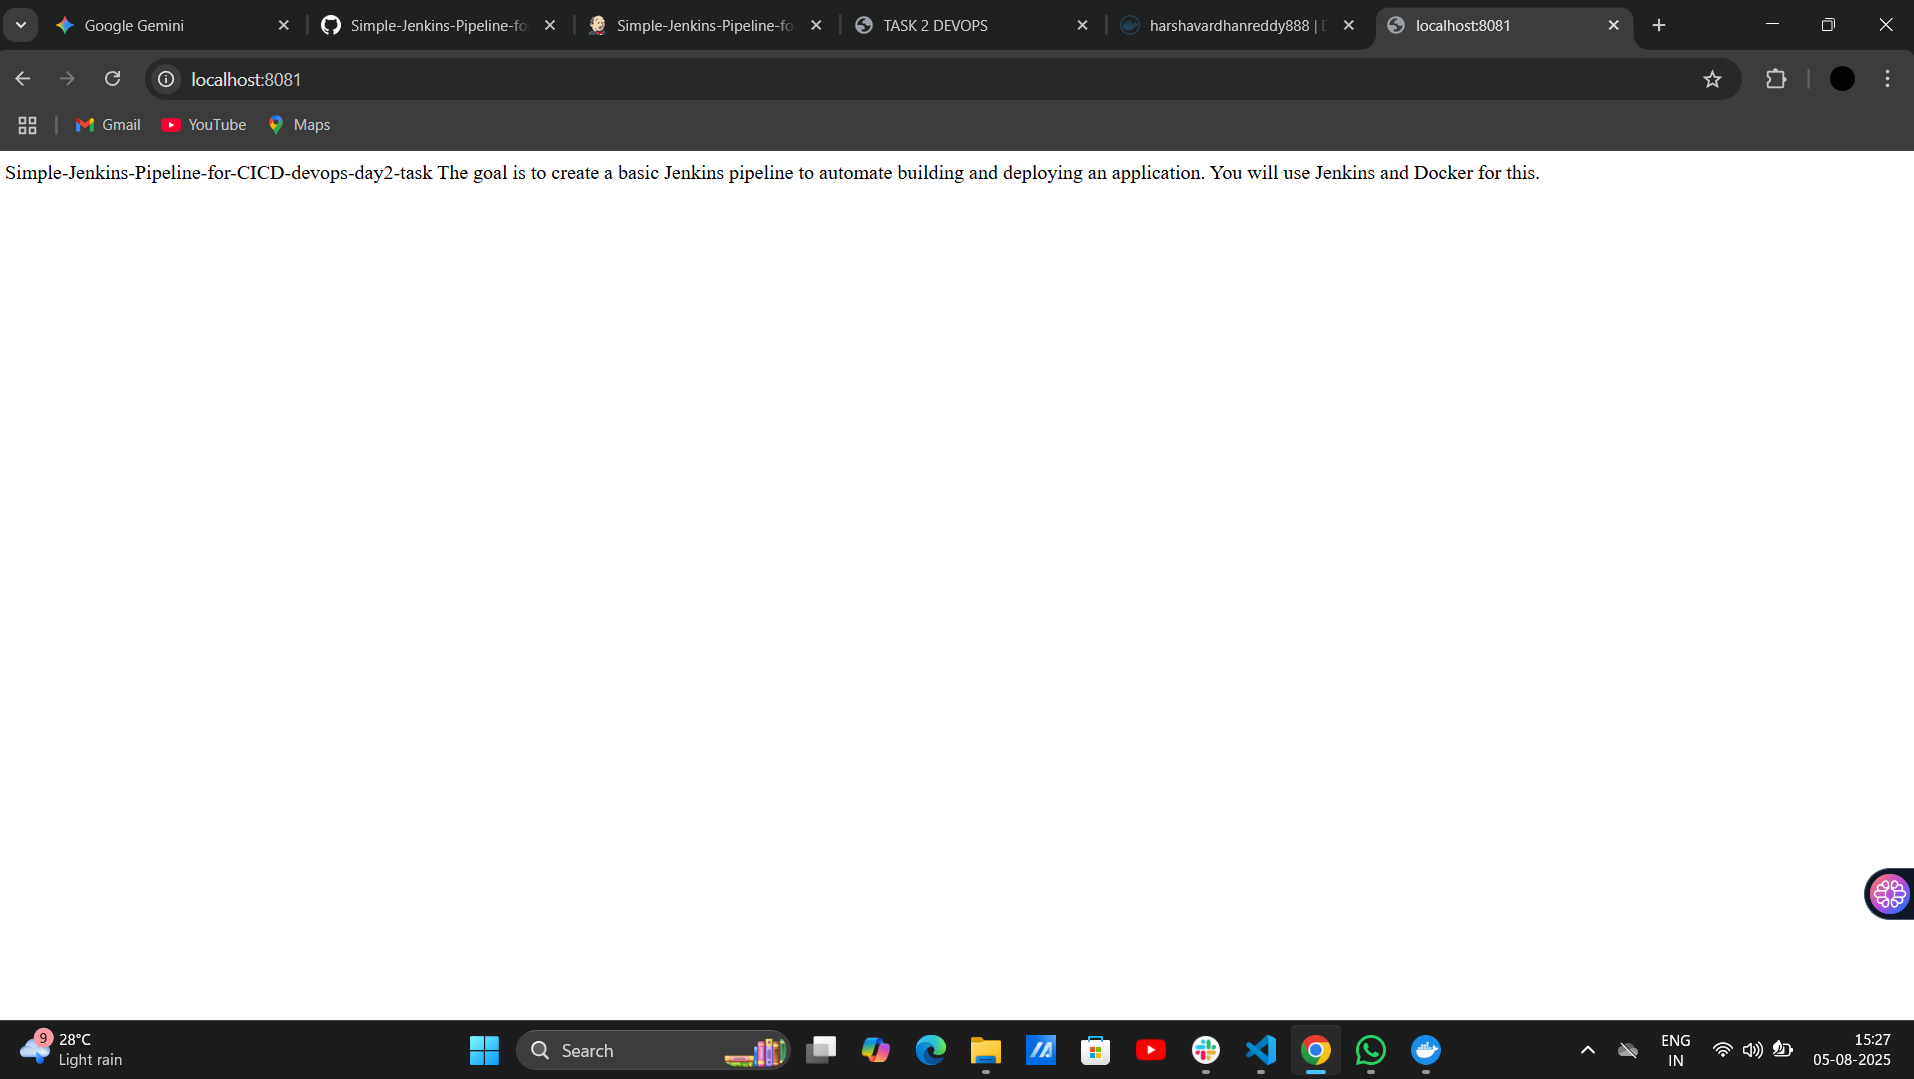 Google Gemini
Simple-Jenkins-Pipeline-fo
Simple-Jenkins-Pipeline-fo
TASK 2 DEVOPS
harshavardhanreddy888 | D
localhost:8081
localhost:8081
Gmail
YouTube
Maps
Simple-Jenkins-Pipeline-for-CICD-devops-day2-task The goal is to create a basic Jenkins pipeline to automate building and deploying an application. You will use Jenkins and Docker for this.
9
28°C
Light rain
Search
ENG
IN
15:27
05-08-2025